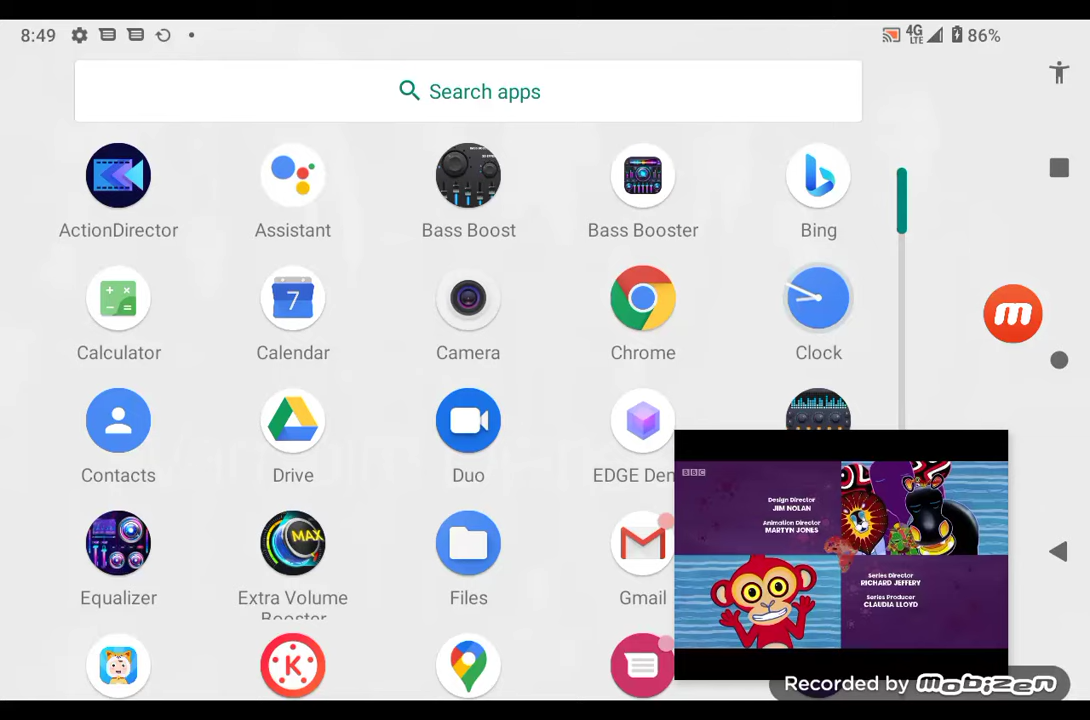 8:49
4G
LTE
86%
Search apps
ActionDirector
Assistant
Bass Boost
Bass Booster
Bing
Calculator
7
Calendar
Camera
Chrome
Clock
Contacts
Drive
Duo
EDGE Dem
MAX
Equalizer
Extra Volume
Booster
Files
Gmail
K
BBC
Design Director
JIM NOLAN
Animation Director
MARTYN JONES
Series Director
RICHARD JEFFERY
Series Producer
CLAUDIA LLOYD
Recorded by mobizen